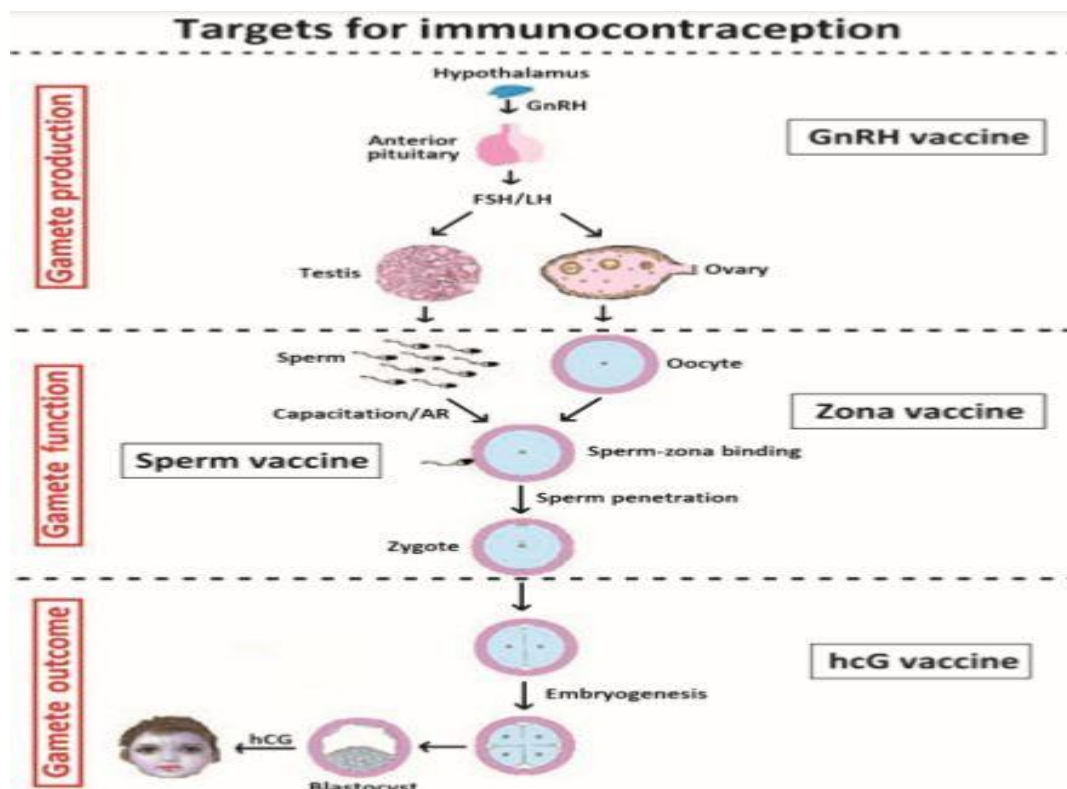 Targets for immunocontraception
Hypothalamus
GnRH
Anterior
pituitary
GnRH vaccine
Gamete production
FSH/LH
Testis
Ovary
Sperm
Oocyte
Capacitation/AR
Zona vaccine
Gamete function
Sperm vaccine
Sperm-zona binding
Sperm penetration
Zygote
hcG vaccine
Gamete outcome
Embryogenesis
hCG
Blastocyst